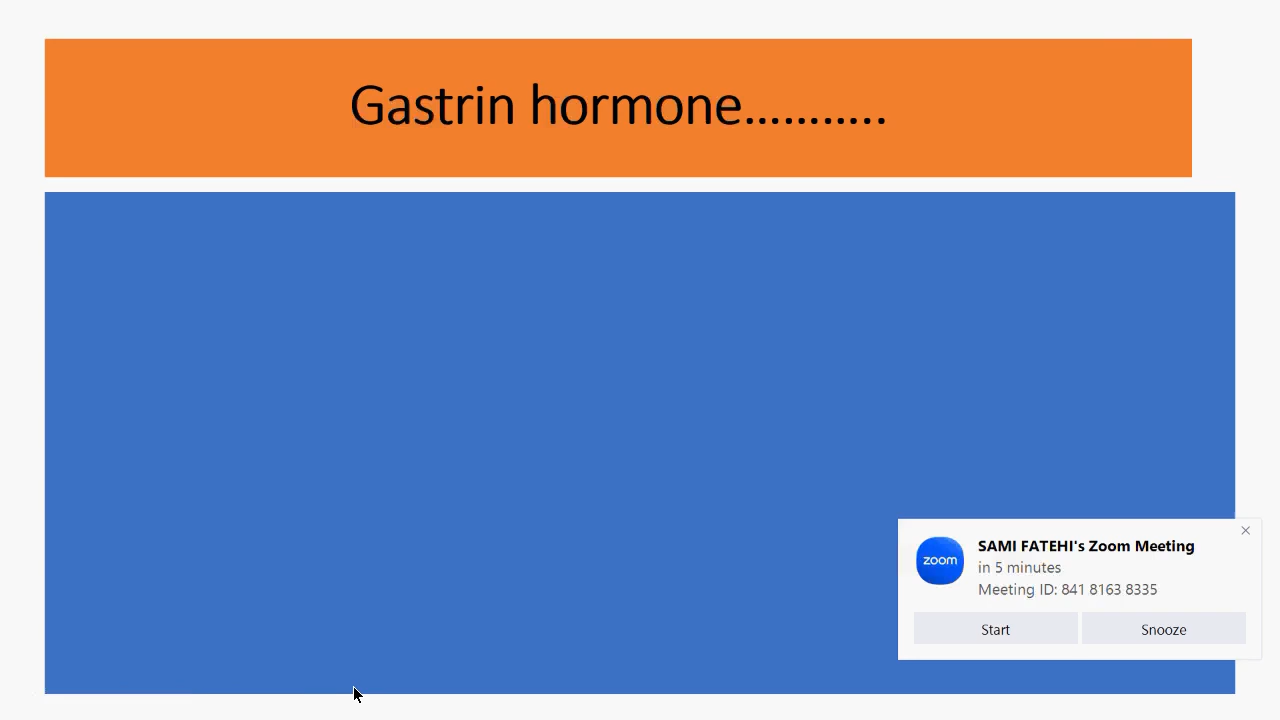 Gastrin hormone………..
zoom
SAMI FATEHI's Zoom Meeting
in 5 minutes
Meeting ID: 841 8163 8335
Start
Snooze